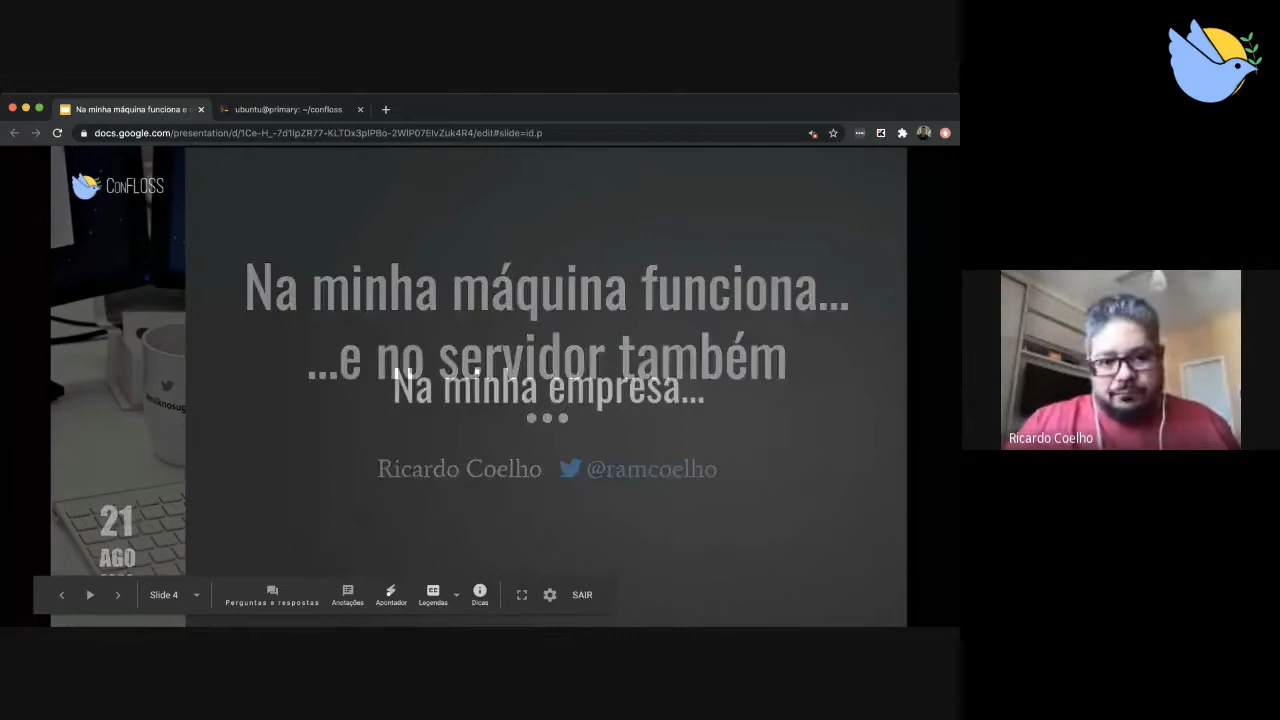 Na minha máquina funciona e
ubuntu@primary: ~/confloss
docs.google.com/presentation/d/1Ce-H_-7d1lpZR77-KLTDx3plPBo-2WIP07ElvZuk4R4/edit#slide=id.p
ConFLOSS
Na minha máquina funciona...
...e no servidor também
Na minha empresa...
Ricardo Coelho @ramcoelho
21
AGO
Slide 4
Perguntas e respostas
Anotações
Apontador
Legendas
Dicas
SAIR
Ricardo Coelho